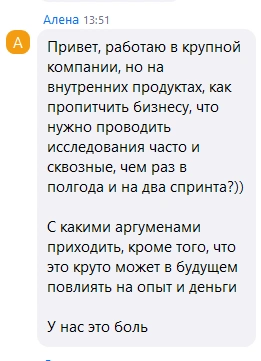 Алена 13:51
А
Привет, работаю в крупной
компании, но на
внутренних продуктах, как
пропитчить бизнесу, что
нужно проводить
исследования часто и
сквозные, чем раз в
полгода и на два спринта?))
С какими аргуменами
приходить, кроме того, что
это круто может в будущем
повлиять на опыт и деньги
У нас это боль